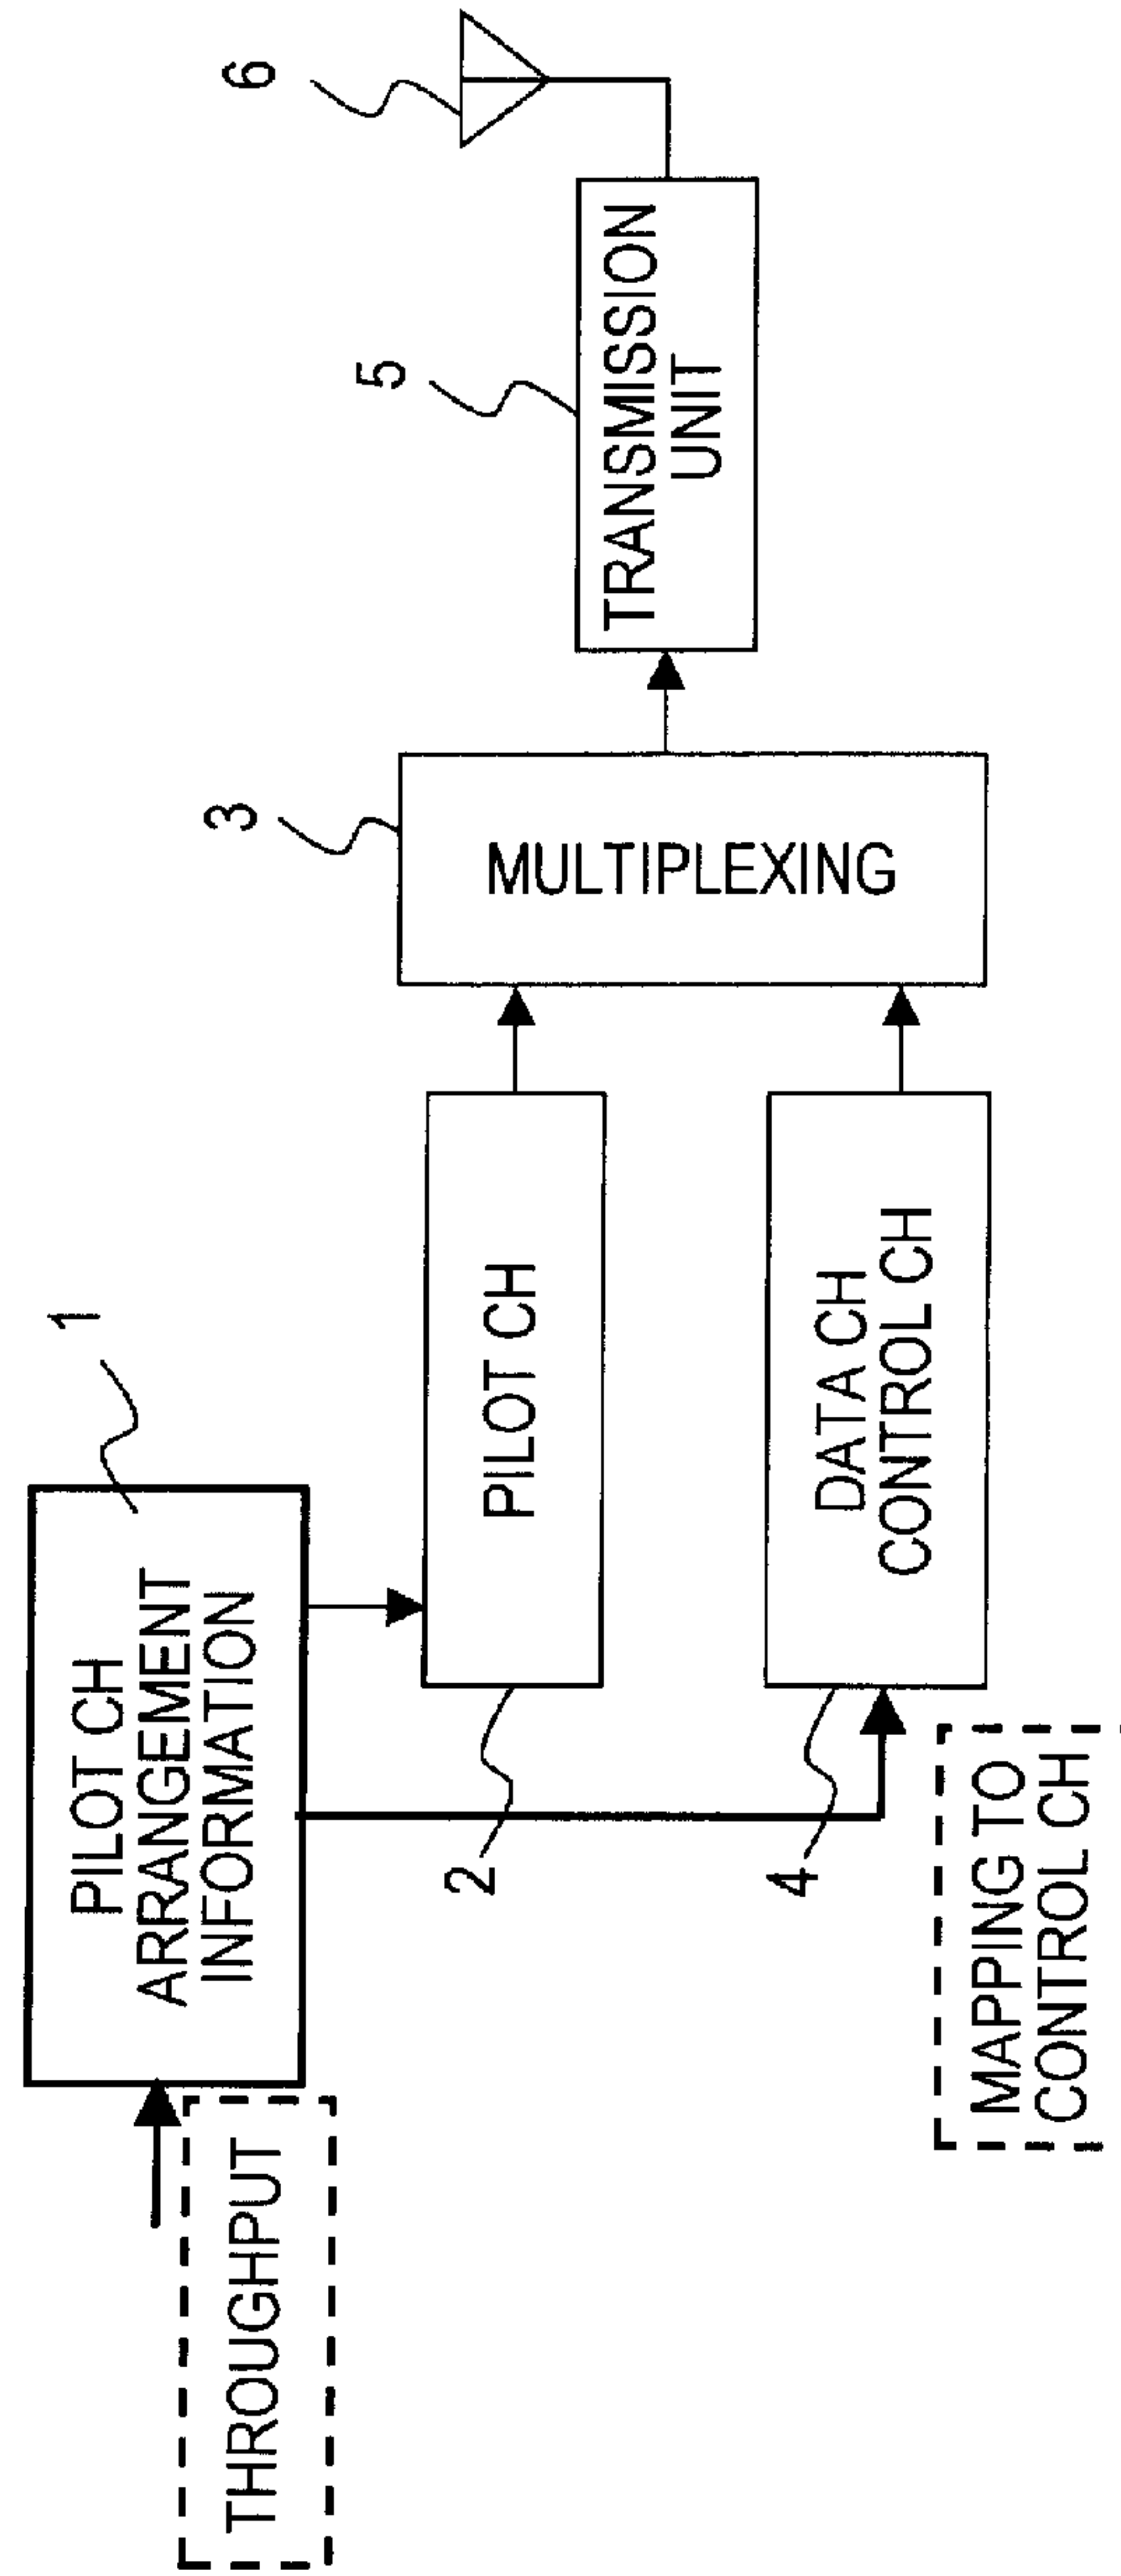 THROUGHPUT
PILOT CH
ARRANGEMENT
INFORMATION
1
2
PILOT CH
MAPPING TO
CONTROL CH
4
DATA CH
CONTROL CH
3
MULTIPLEXING
5
TRANSMISSION
UNIT
6